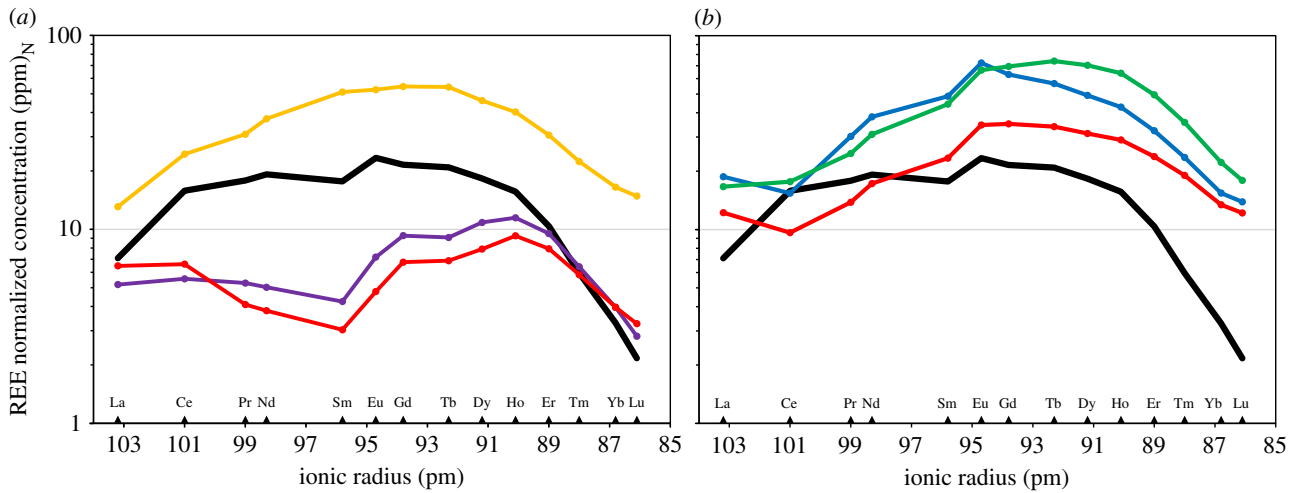 (a)
(b)
REE normalized concentration (ppm)N
100
10
1
La Ce Pr Nd Sm Eu Gd Tb Dy Ho Er Tm Yb Lu
103 101 99 97 95 93 91 89 87 85
ionic radius (pm)
La Ce Pr Nd Sm Eu Gd Tb Dy Ho Er Tm Yb Lu
103 101 99 97 95 93 91 89 87 85
ionic radius (pm)